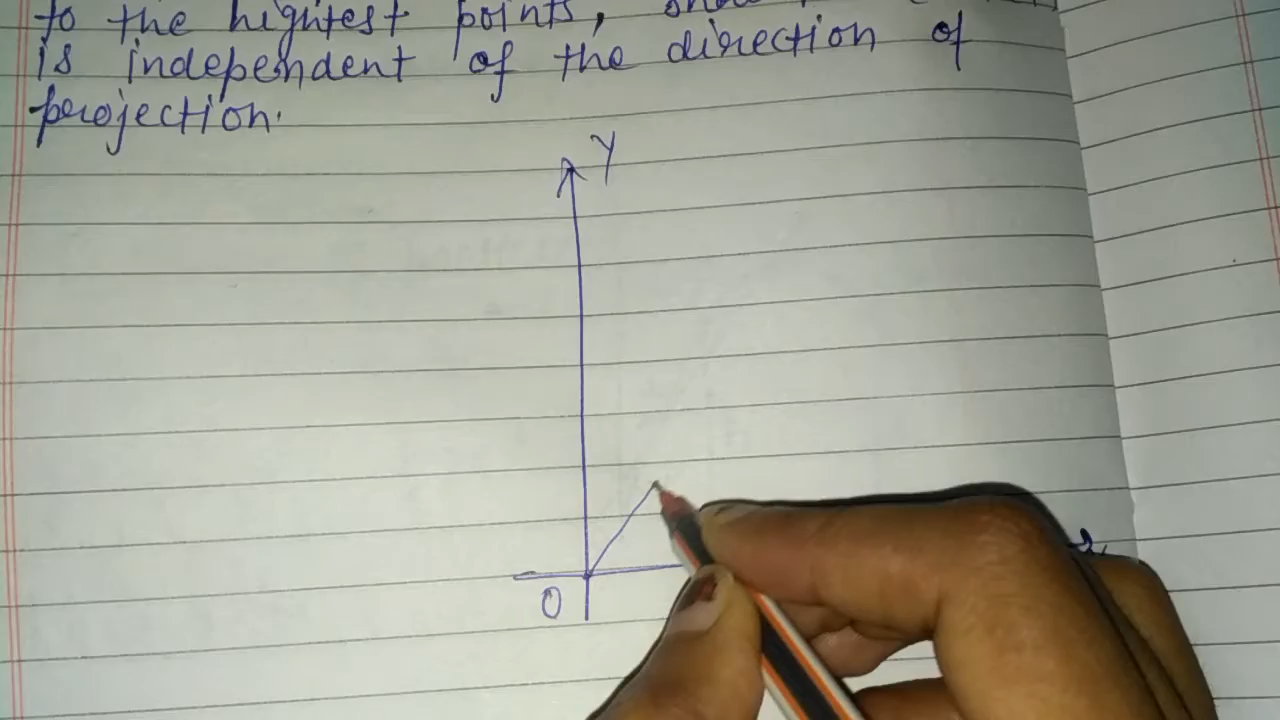 to the highest points,
is independent of the direction of
projection.
Y
O